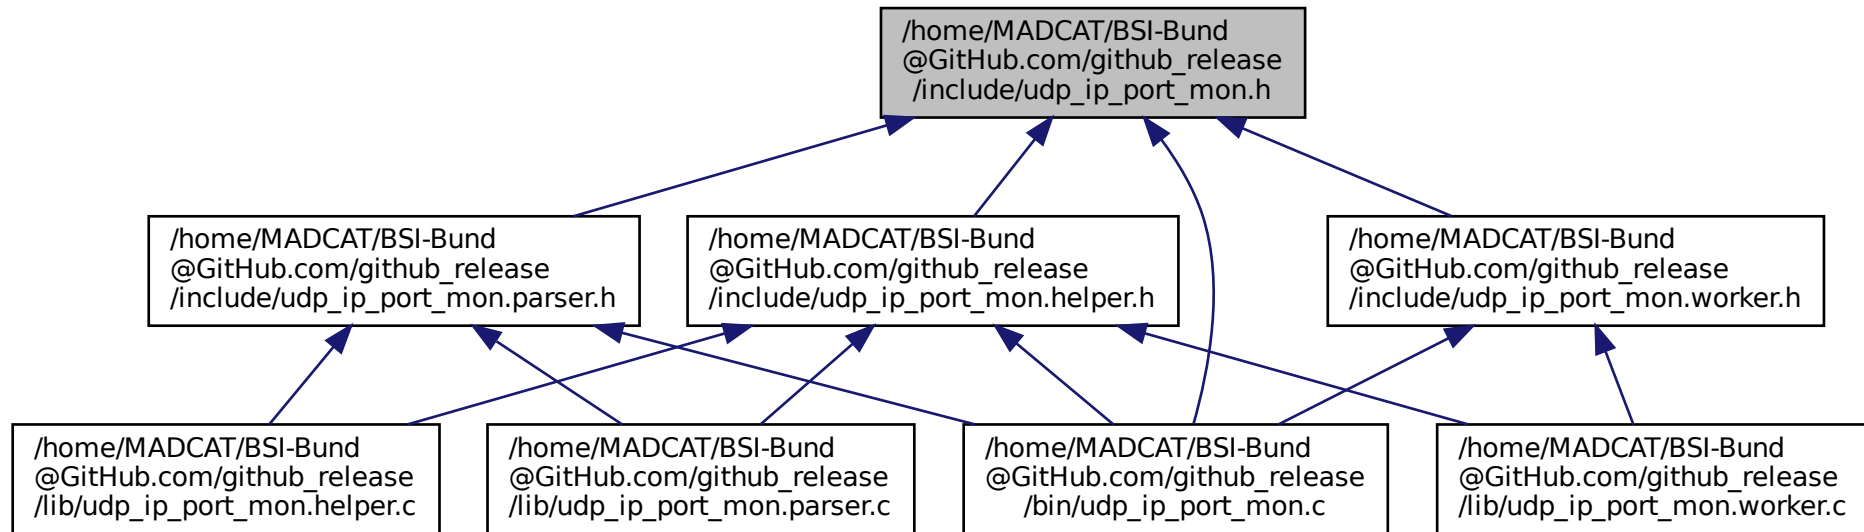 /home/MADCAT/BSI-Bund
@GitHub.com/github_release
/include/udp_ip_port_mon.h
/home/MADCAT/BSI-Bund
@GitHub.com/github_release
/include/udp_ip_port_mon.parser.h
/home/MADCAT/BSI-Bund
@GitHub.com/github_release
/include/udp_ip_port_mon.helper.h
/home/MADCAT/BSI-Bund
@GitHub.com/github_release
/include/udp_ip_port_mon.worker.h
/home/MADCAT/BSI-Bund
@GitHub.com/github_release
/lib/udp_ip_port_mon.helper.c
/home/MADCAT/BSI-Bund
@GitHub.com/github_release
/lib/udp_ip_port_mon.parser.c
/home/MADCAT/BSI-Bund
@GitHub.com/github_release
/bin/udp_ip_port_mon.c
/home/MADCAT/BSI-Bund
@GitHub.com/github_release
/lib/udp_ip_port_mon.worker.c